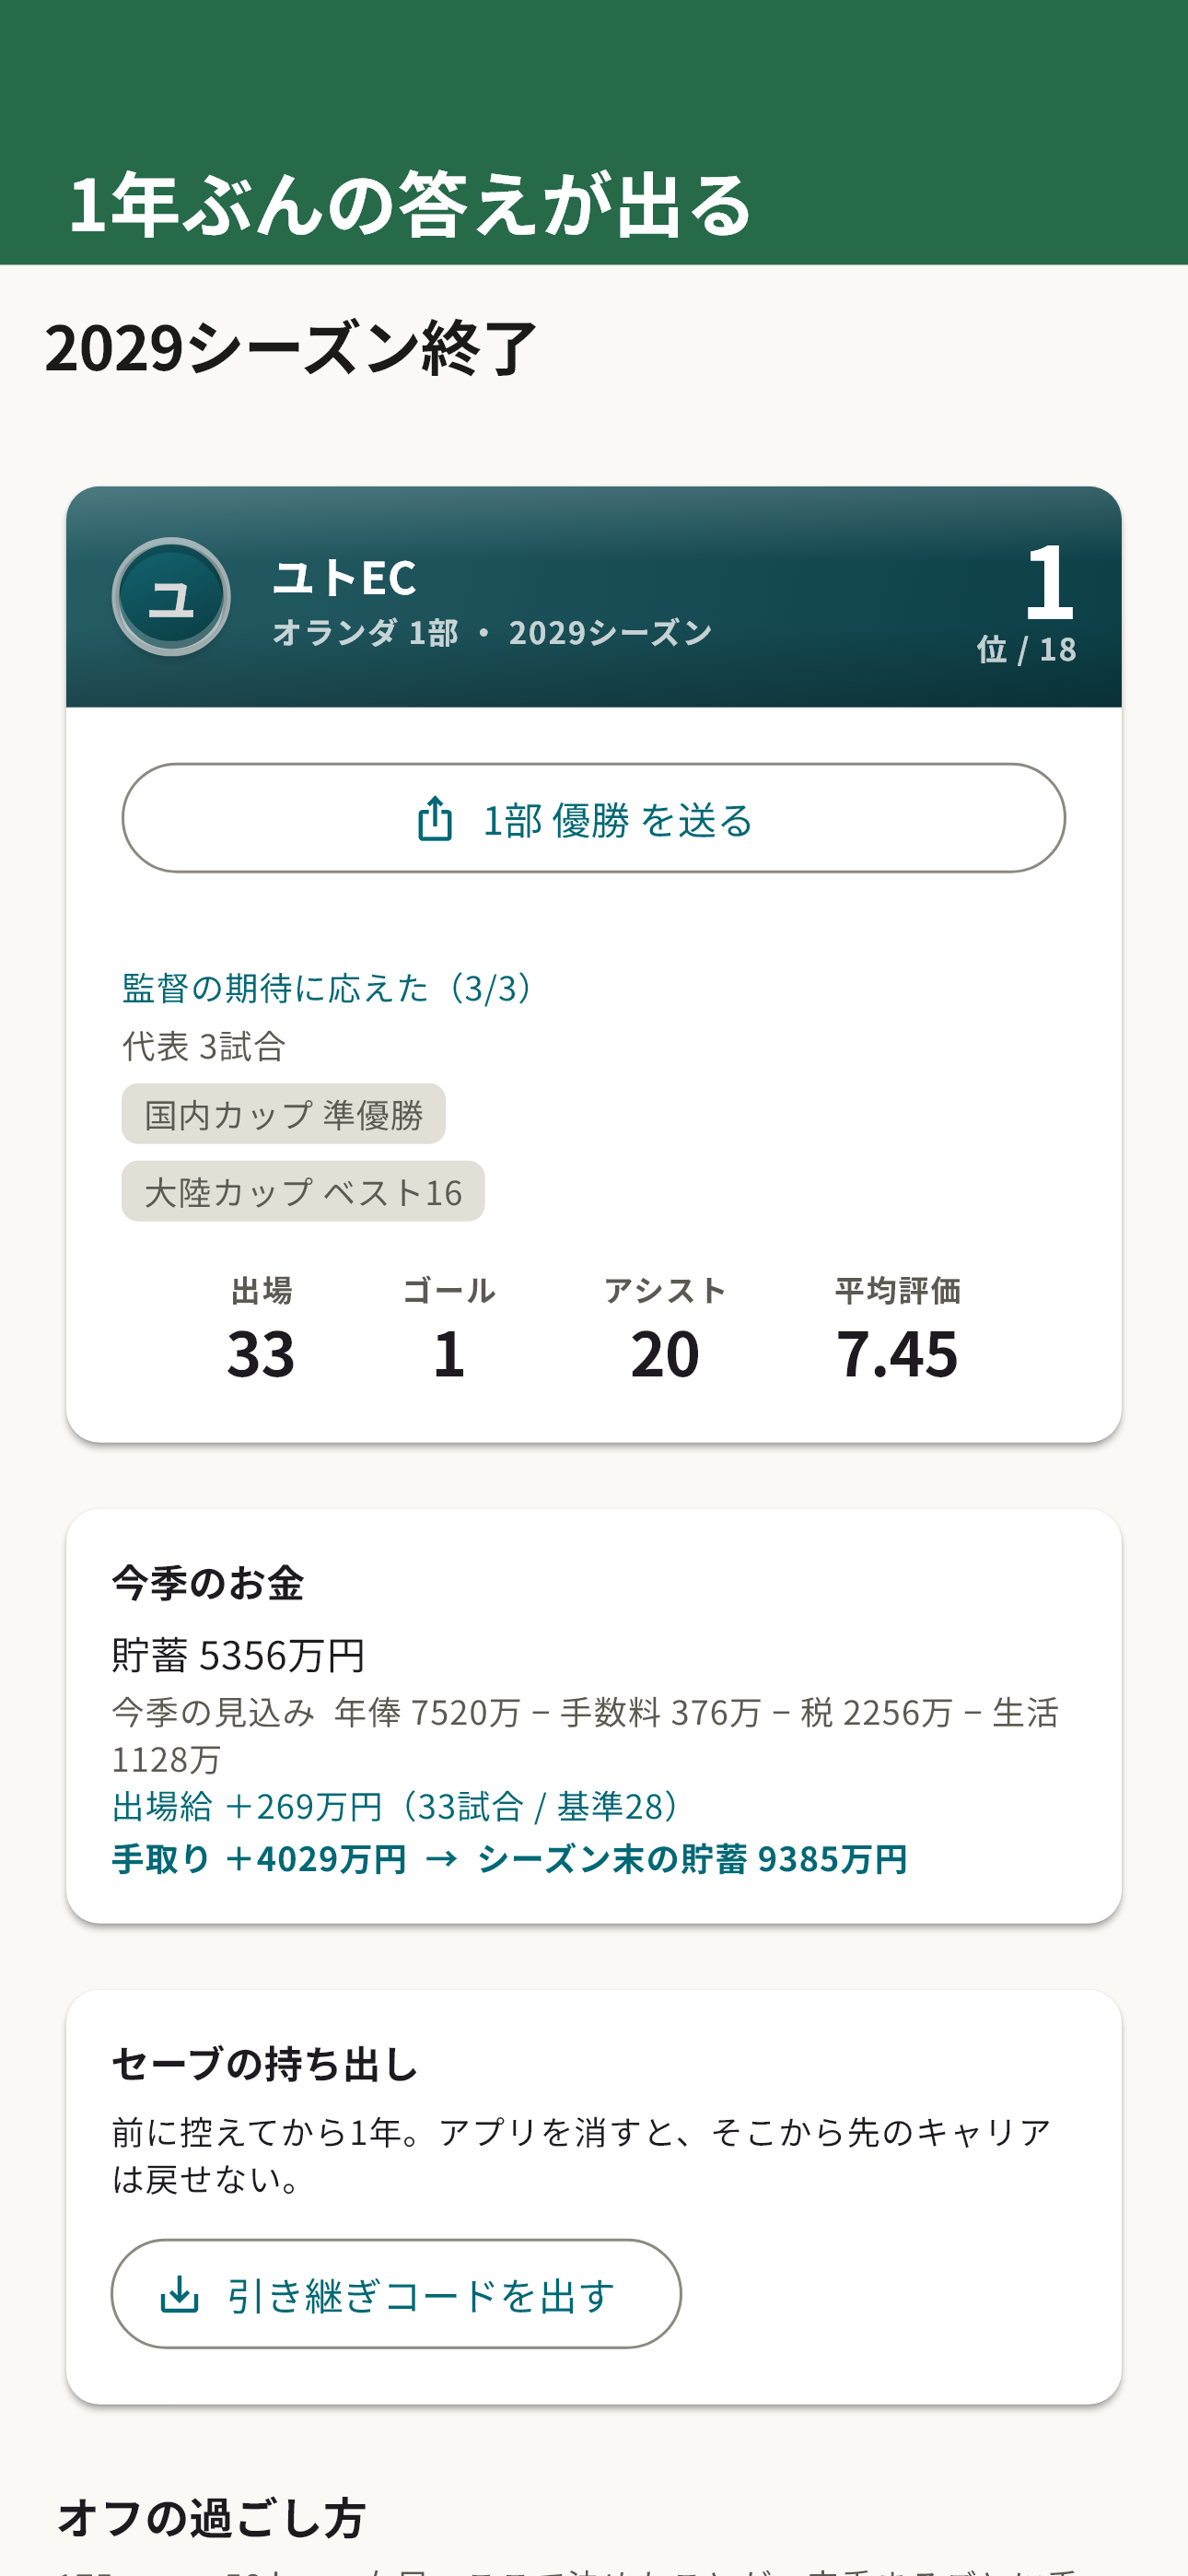 1年ぶんの答えが出る
2029シーズン終了
ユ
ユトEC
オランダ 1部 ・ 2029シーズン
1
位 / 18
1部 優勝 を送る
監督の期待に応えた（3/3）
代表 3試合
国内カップ 準優勝
大陸カップ ベスト16
出場 ゴール アシスト 平均評価
33 1 20 7.45
今季のお金
貯蓄 5356万円
今季の見込み 年俸 7520万 − 手数料 376万 − 税 2256万 − 生活
1128万
出場給 ＋269万円（33試合 / 基準28）
手取り ＋4029万円 → シーズン末の貯蓄 9385万円
セーブの持ち出し
前に控えてから1年。アプリを消すと、そこから先のキャリア
は戻せない。
引き継ぎコードを出す
オフの過ごし方